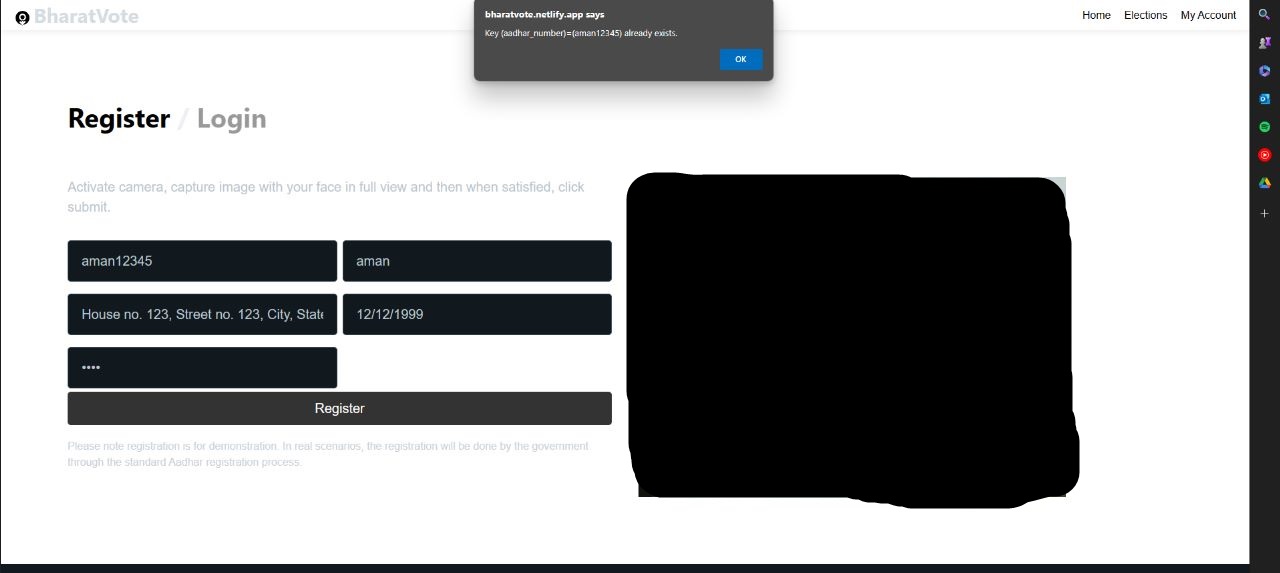 BharatVote
Home Elections My Account
bharatvote.netlify.app says
Key (aadhar_number)=(aman12345) already exists.
OK
Register / Login
Activate camera, capture image with your face in full view and then when satisfied, click
submit.
aman12345
aman
House no. 123, Street no. 123, City, State
12/12/1999
••••
Register
Please note registration is for demonstration. In real scenarios, the registration will be done by the government
through the standard Aadhar registration process.